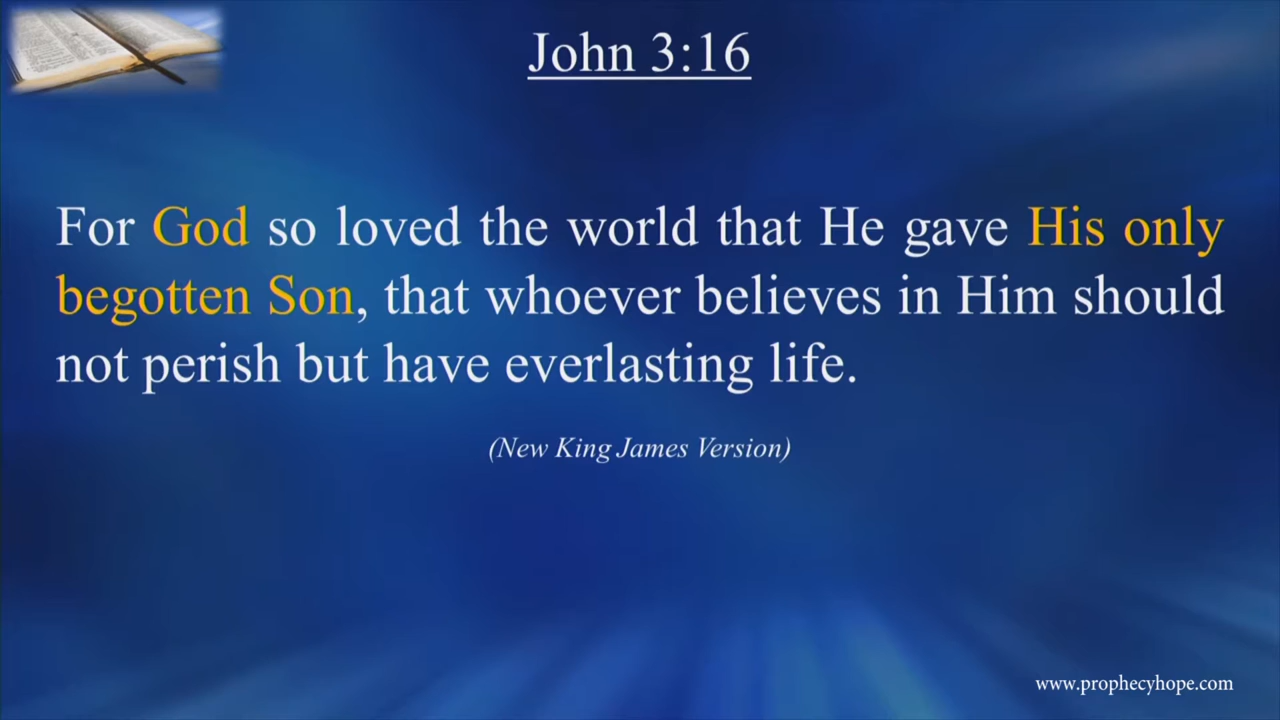 John 3:16
For God so loved the world that He gave His only
begotten Son, that whoever believes in Him should
not perish but have everlasting life.
(New King James Version)
www.prophecyhope.com